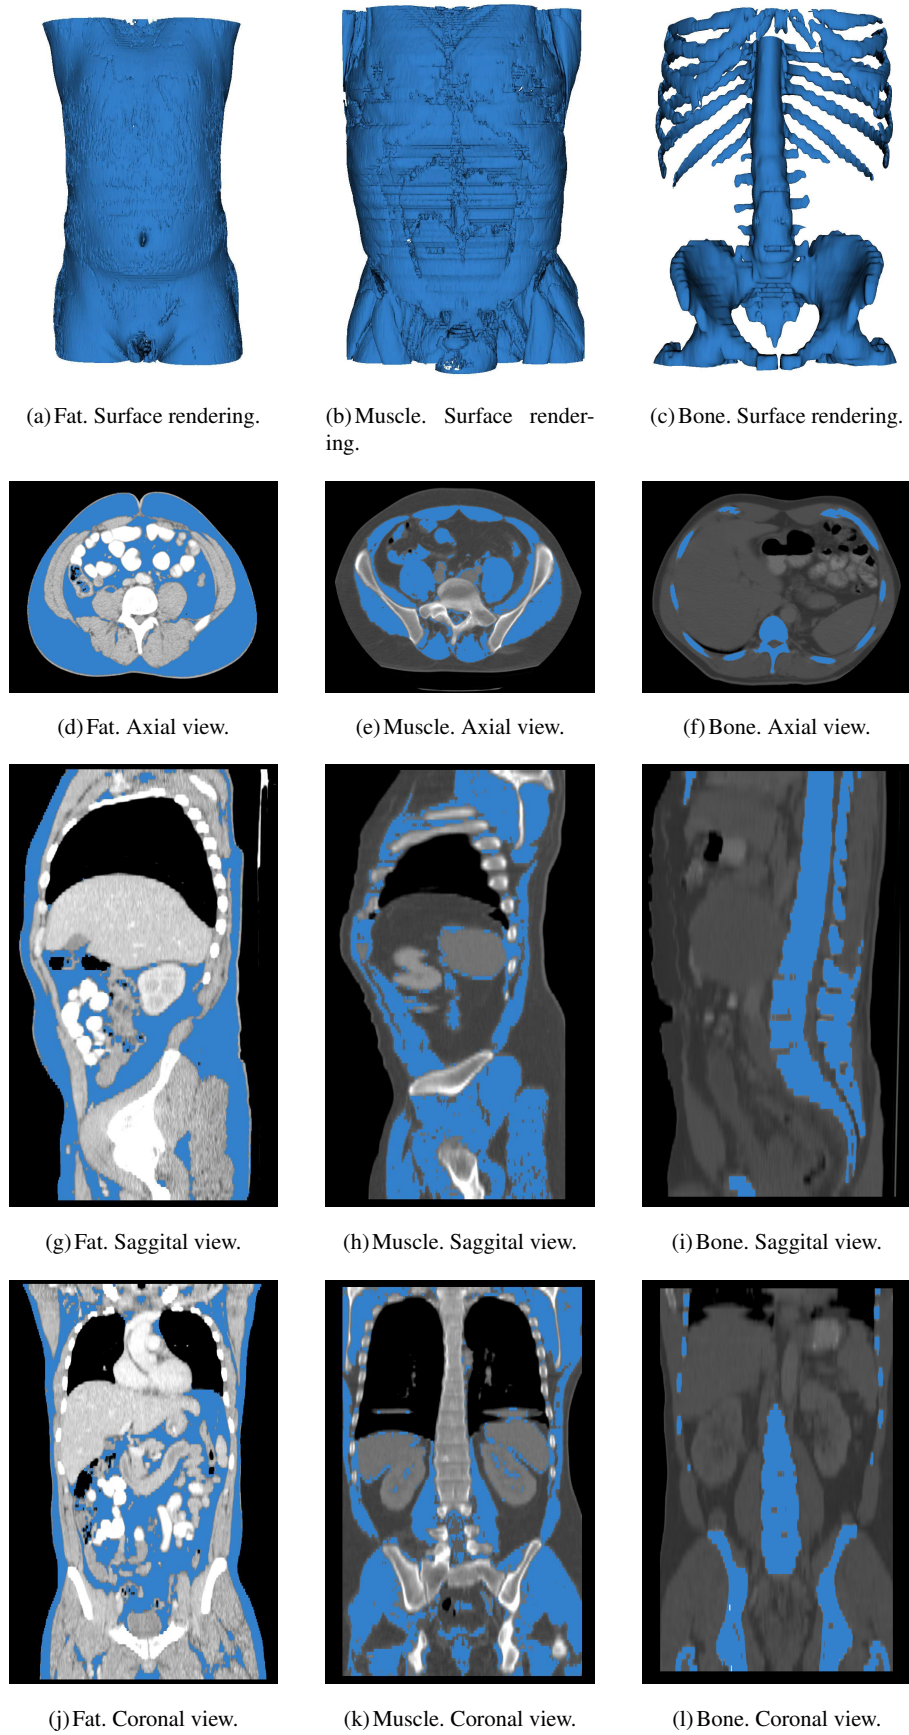 (a) Fat. Surface rendering.
(b) Muscle. Surface render-
ing.
(c) Bone. Surface rendering.
(d) Fat. Axial view.
(e) Muscle. Axial view.
(f) Bone. Axial view.
(g) Fat. Saggital view.
(h) Muscle. Saggital view.
(i) Bone. Saggital view.
(j) Fat. Coronal view.
(k) Muscle. Coronal view.
(l) Bone. Coronal view.